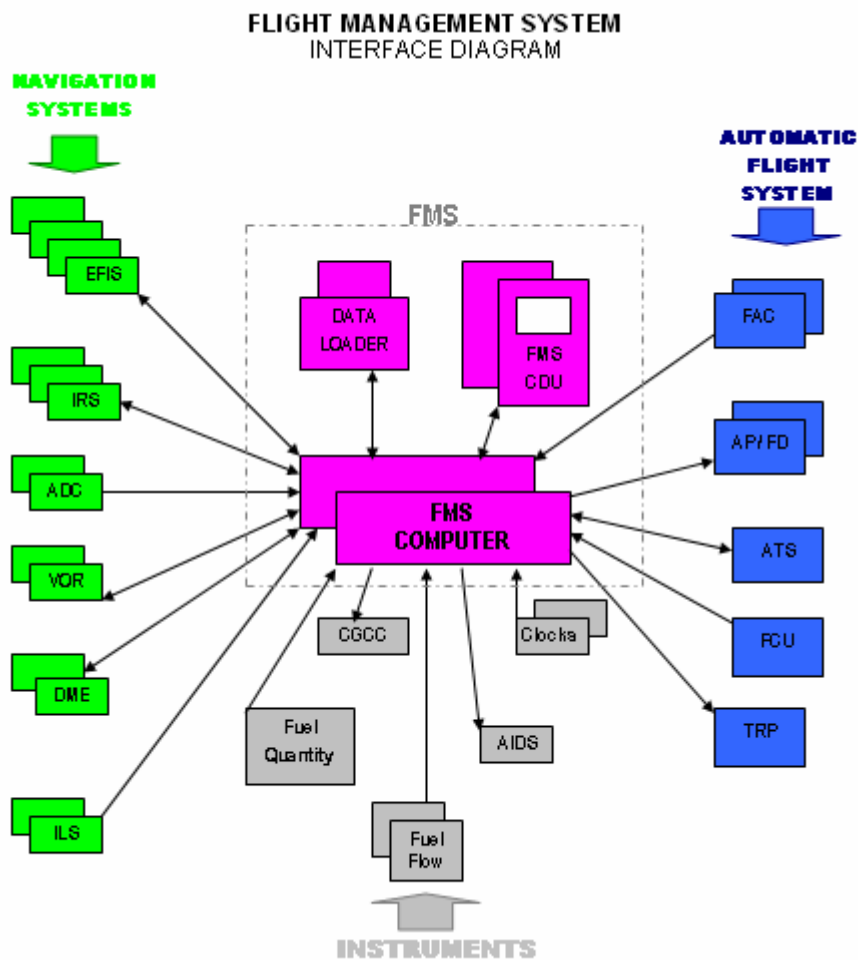 FLIGHT MANAGEMENT SYSTEM
INTERFACE DIAGRAM
NAVIGATION
SYSTEMS
AUTOMATIC
FLIGHT
SYSTEM
FMS
EFIS
DATA
LOADER
FMS
CDU
FAC
IRS
AP/FD
ADC
FMS
COMPUTER
VOR
ATS
CGCC
Clocks
FCU
DME
Fuel
Quantity
AIDS
TRP
ILS
Fuel
Flow
INSTRUMENTS